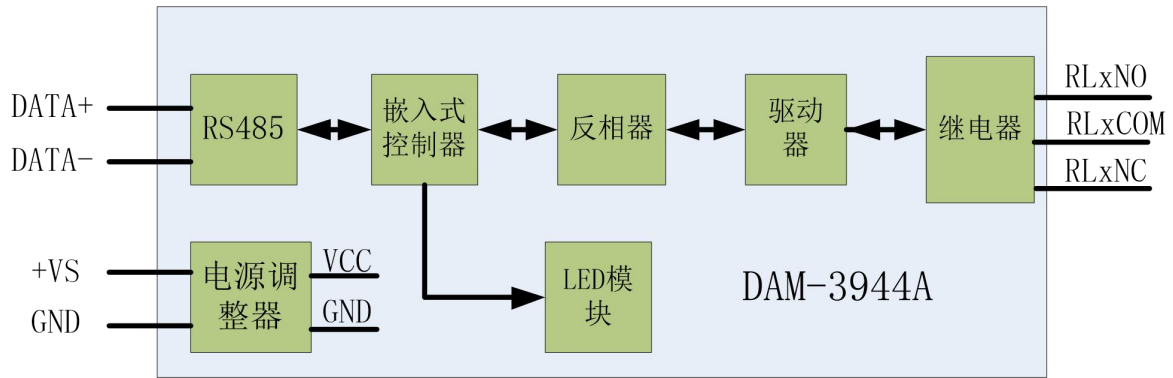 DATA+
DATA-
RS485
嵌入式
控制器
反相器
驱动
器
继电器
RLxNO
RLxCOM
RLxNC
+VS
GND
电源调
整器
VCC
GND
LED模
块
DAM-3944A